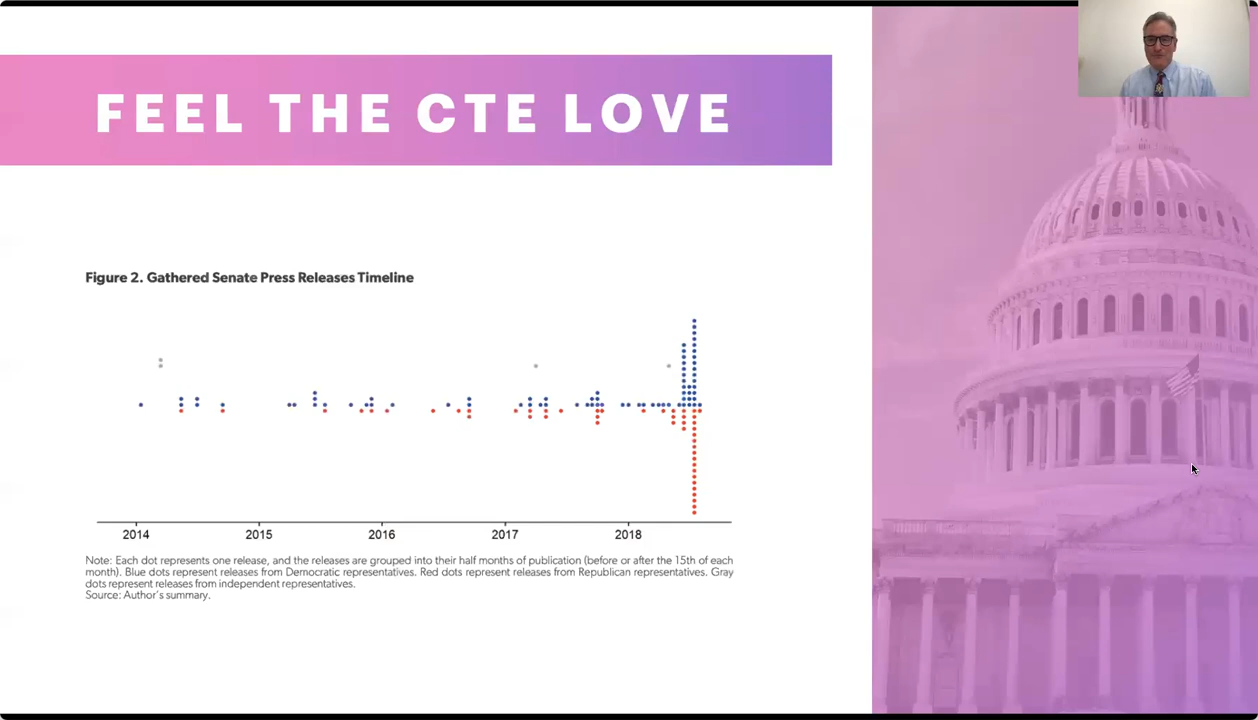 FEEL THE CTE LOVE
Figure 2. Gathered Senate Press Releases Timeline
2014 2015 2016 2017 2018
Note: Each dot represents one release, and the releases are grouped into their half months of publication (before or after the 15th of each
month). Blue dots represent releases from Democratic representatives. Red dots represent releases from Republican representatives. Gray
dots represent releases from independent representatives.
Source: Author's summary.